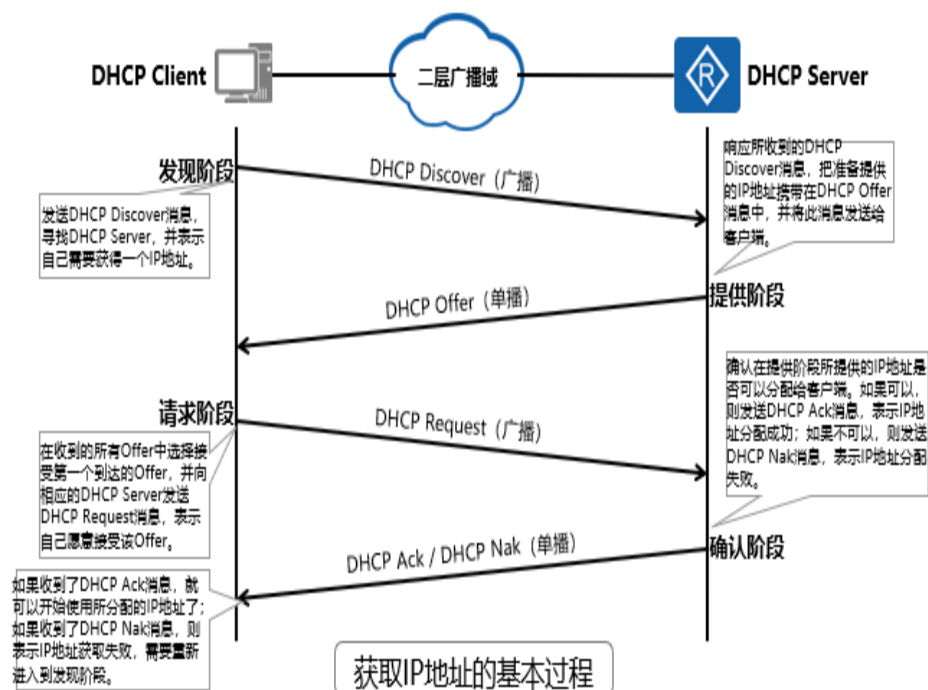 DHCP Client
二层广播域
R
DHCP Server
发现阶段
发送DHCP Discover消息，
寻找DHCP Server，并表示
自己需要获得一个IP地址。
DHCP Discover（广播）
响应所收到的DHCP
Discover消息，把准备提供
的IP地址携带在DHCP Offer
消息中，并将此消息发送给
客户端。
DHCP Offer（单播）
提供阶段
请求阶段
在收到的所有Offer中选择接
受第一个到达的Offer，并向
相应的DHCP Server发送
DHCP Request消息，表示
自己愿意接受该Offer。
DHCP Request（广播）
确认在提供阶段所提供的IP地址是
否可以分配给客户端。如果可以，
则发送DHCP Ack消息，表示IP地
址分配成功；如果不可以，则发送
DHCP Nak消息，表示IP地址分配
失败。
DHCP Ack / DHCP Nak（单播）
确认阶段
如果收到了DHCP Ack消息，就
可以开始使用所分配的IP地址了；
如果收到了DHCP Nak消息，则
表示IP地址获取失败，需要重新
进入到发现阶段。
获取IP地址的基本过程